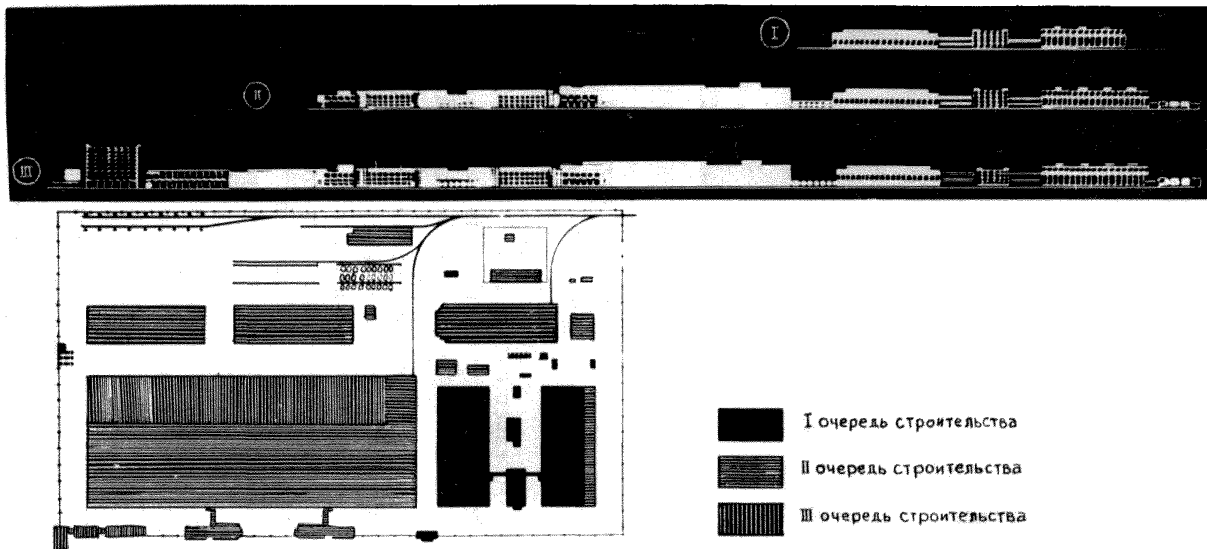 I
II
III
I очередь строительства
II очередь строительства
III очередь строительства